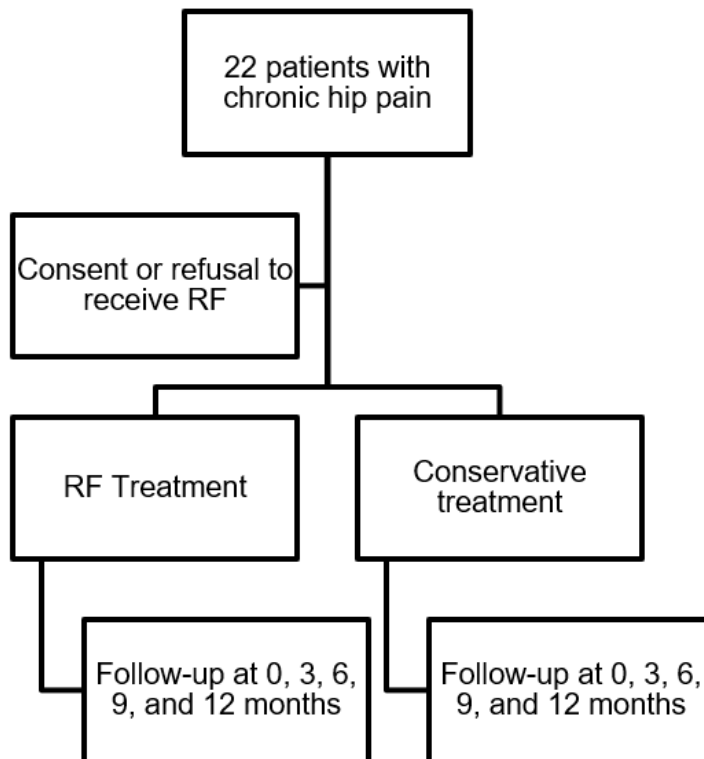 22 patients with
chronic hip pain
Consent or refusal to
receive RF
RF Treatment
Conservative
treatment
Follow-up at 0, 3, 6,
9, and 12 months
Follow-up at 0, 3, 6,
9, and 12 months